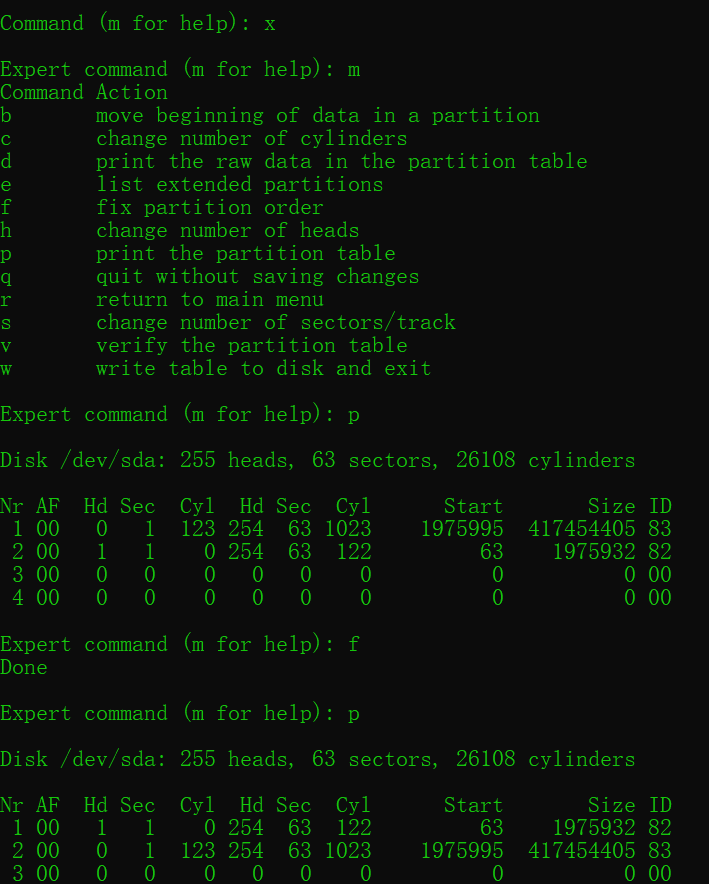 Command (m for help): x
Expert command (m for help): m
Command Action
b       move beginning of data in a partition
c       change number of cylinders
d       print the raw data in the partition table
e       list extended partitions
f       fix partition order
h       change number of heads
p       print the partition table
q       quit without saving changes
r       return to main menu
s       change number of sectors/track
v       verify the partition table
w       write table to disk and exit
Expert command (m for help): p
Disk /dev/sda: 255 heads, 63 sectors, 26108 cylinders
Nr AF  Hd Sec  Cyl  Hd Sec  Cyl      Start       Size ID
 1 00   0   1  123 254  63 1023    1975995  417454405 83
 2 00   1   1    0 254  63  122         63    1975932 82
 3 00   0   0    0   0   0    0          0          0 00
 4 00   0   0    0   0   0    0          0          0 00
Expert command (m for help): f
Done
Expert command (m for help): p
Disk /dev/sda: 255 heads, 63 sectors, 26108 cylinders
Nr AF  Hd Sec  Cyl  Hd Sec  Cyl      Start       Size ID
 1 00   1   1    0 254  63  122         63    1975932 82
 2 00   0   1  123 254  63 1023    1975995  417454405 83
 3 00   0   0    0   0   0    0          0          0 00